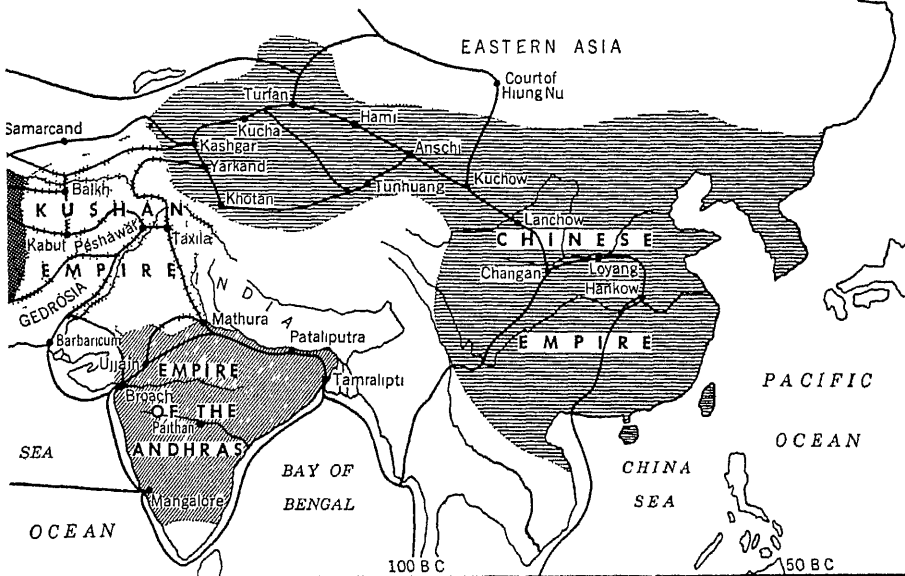 EASTERN ASIA
Court of
Hiung Nu
Turfan
Hami
Samarcand
Kucha
Kashgar
Anschi
Yarkand
Kuchow
Balkh
Tunhuang
Khotan
KUSHAN
Lanchow
Kabul
Peshawar
Taxila
CHINESE
EMPIRE
Changan
Loyang
INDIA
Hankow
GEDROSIA
Mathura
Barbaricum
Pataliputra
EMPIRE
Ujjain
EMPIRE
Tamralipti
PACIFIC
Broach
OF THE
Paithan
OCEAN
SEA
ANDHRAS
BAY OF
BENGAL
CHINA
SEA
Mangalore
OCEAN
100 BC
50 BC